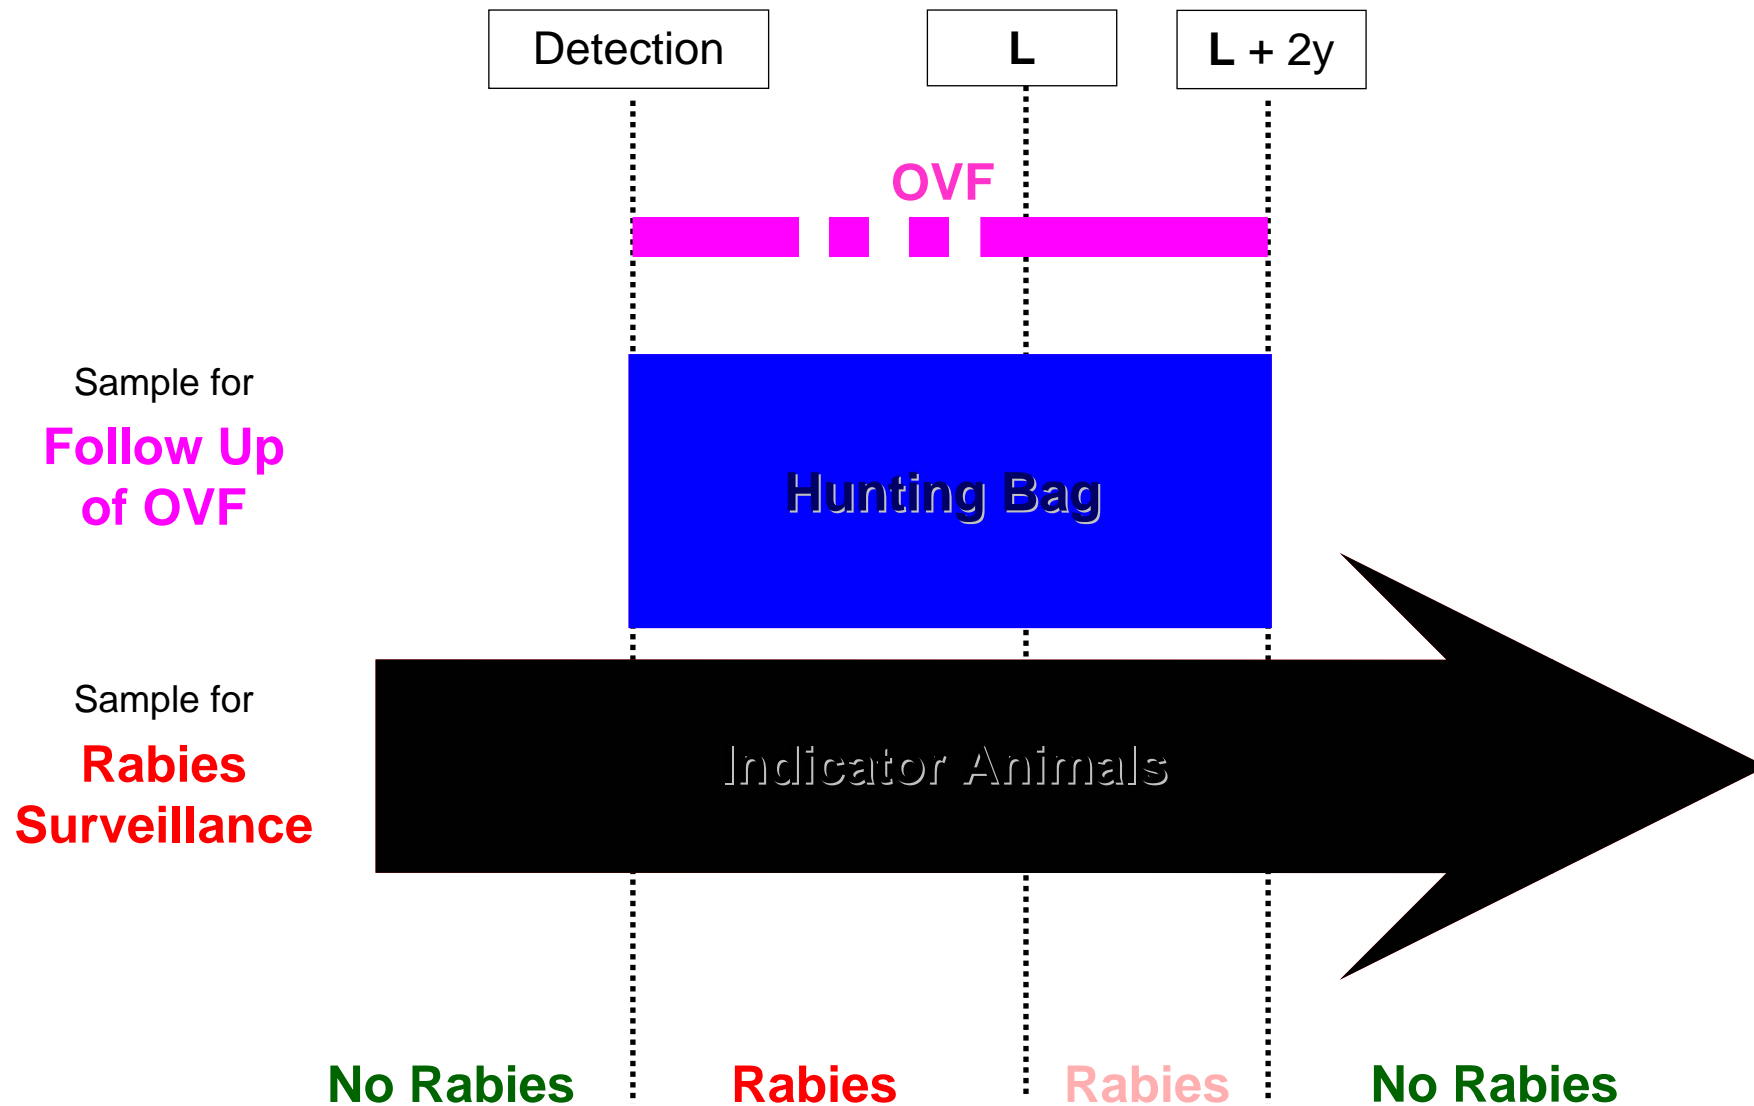 Detection
L
L + 2y
OVF
Sample for
Follow Up
of OVF
Hunting Bag
Sample for
Rabies
Surveillance
Indicator Animals
No Rabies
Rabies
Rabies
No Rabies